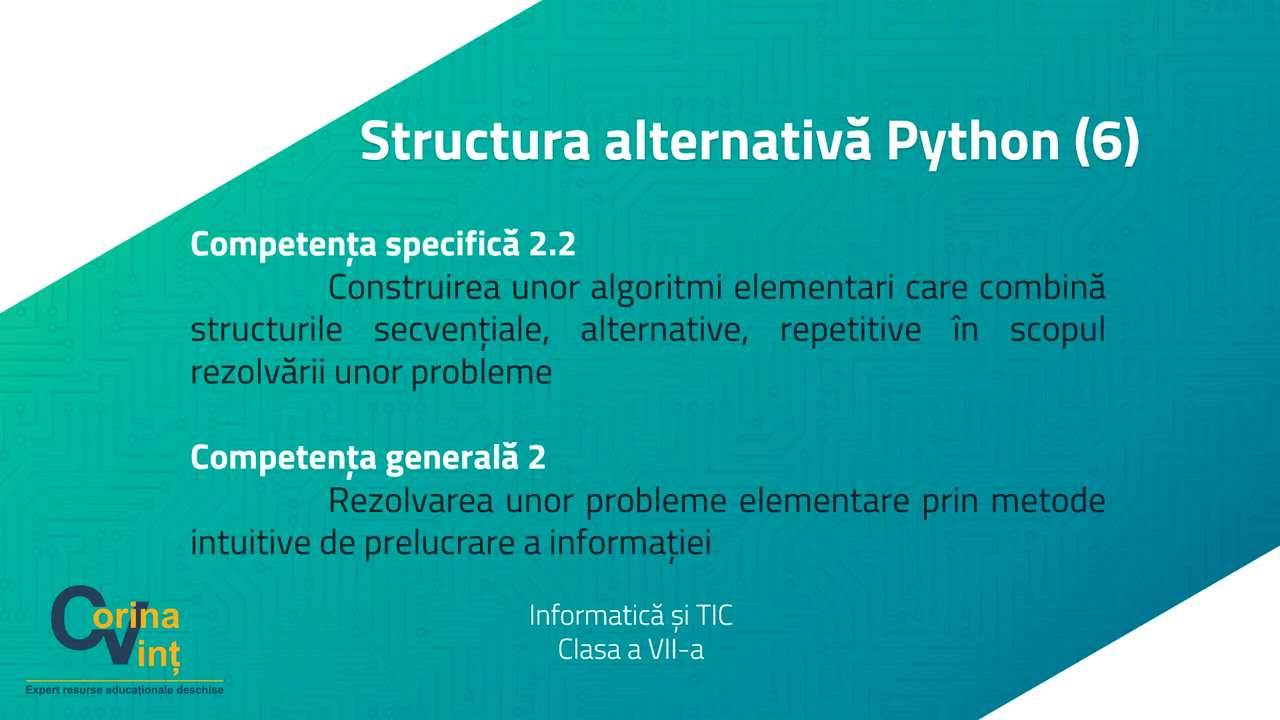 Structura alternativă Python (6)
Competența specifică 2.2
Construirea unor algoritmi elementari care combină
structurile secvențiale, alternative, repetitive în scopul
rezolvării unor probleme
Competența generală 2
Rezolvarea unor probleme elementare prin metode
intuitive de prelucrare a informației
Informatică și TIC
Clasa a VII-a
Corina
Vinț
Expert resurse educaționale deschise